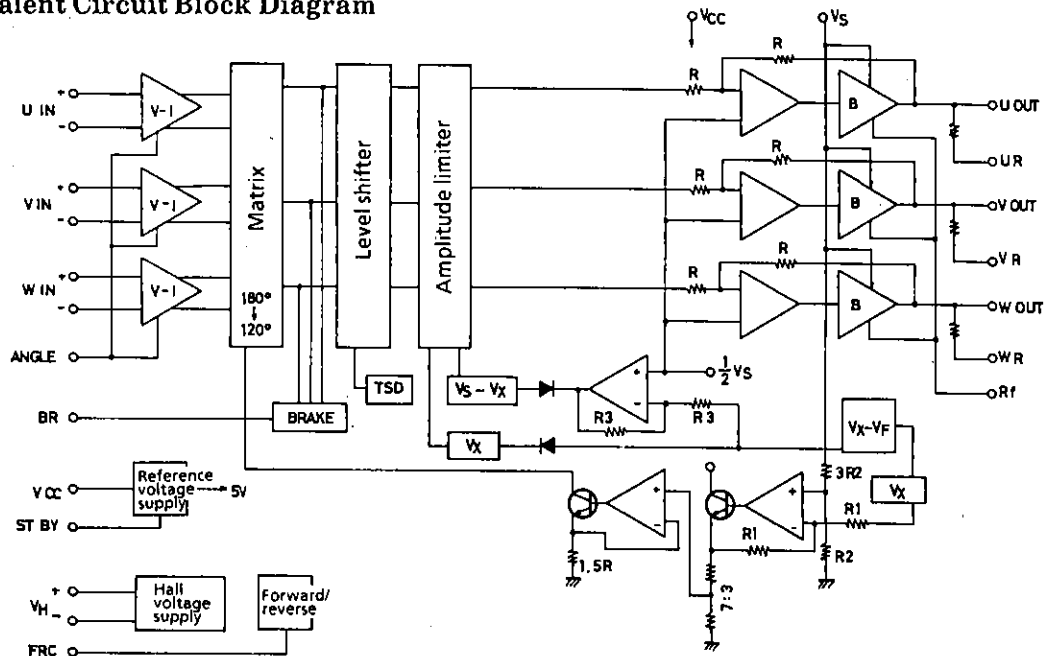 alent Circuit Block Diagram
VCC
VS
R
R
U IN
+
-
V-I
B
U OUT
UR
V IN
+
-
V-I
Matrix
Level shifter
Amplitude limiter
R
R
B
V OUT
VR
W IN
+
-
V-I
180°
↓
120°
R
R
B
W OUT
WR
ANGLE
TSD
VS - VX
+
-
1/2 VS
Rf
BR
BRAKE
R3
R3
VX
VX-VF
VCC
Reference
voltage
supply
5V
ST BY
3R2
VX
+
-
+
-
R1
R1
R2
1,5R
7:3
VH
+
-
Hall
voltage
supply
Forward/
reverse
FRC